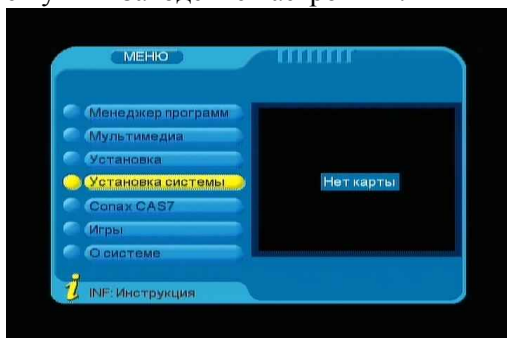 МЕНЮ
Менеджер программ
Мультимедиа
Установка
Установка системы
Нет карты
Conax CAS7
Игры
О системе
INF: Инструкция